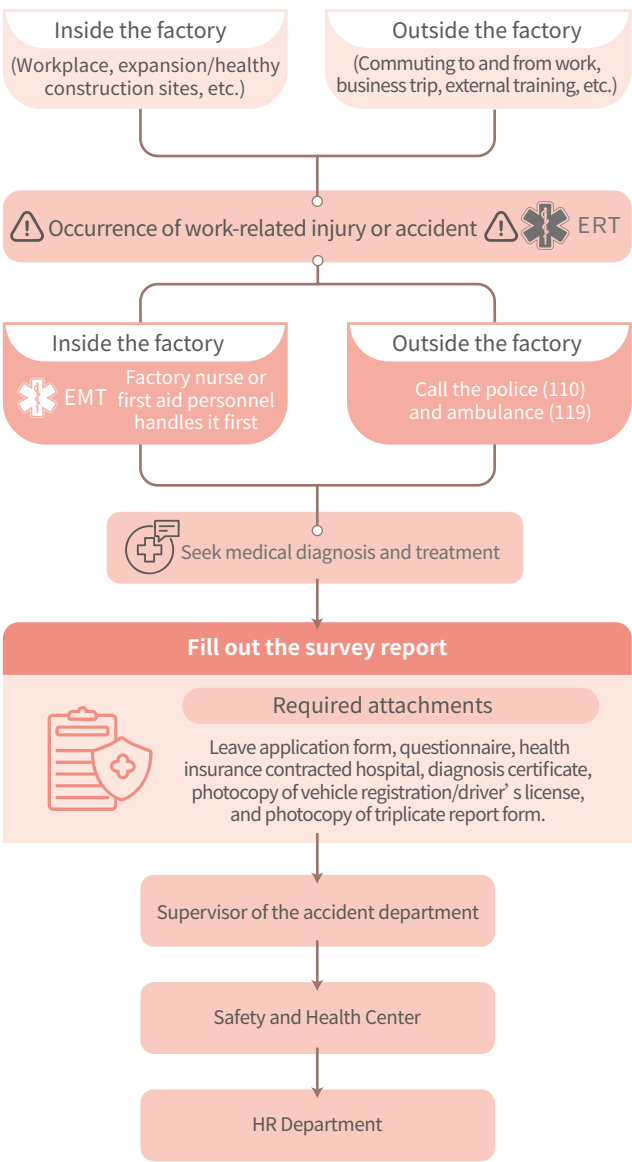 Inside the factory
(Workplace, expansion/healthy
construction sites, etc.)
Outside the factory
(Commuting to and from work,
business trip, external training, etc.)
Occurrence of work-related injury or accident
ERT
Inside the factory
EMT
Factory nurse or
first aid personnel
handles it first
Outside the factory
Call the police (110)
and ambulance (119)
Seek medical diagnosis and treatment
Fill out the survey report
Required attachments
Leave application form, questionnaire, health
insurance contracted hospital, diagnosis certificate,
photocopy of vehicle registration/driver’s license,
and photocopy of triplicate report form.
Supervisor of the accident department
Safety and Health Center
HR Department